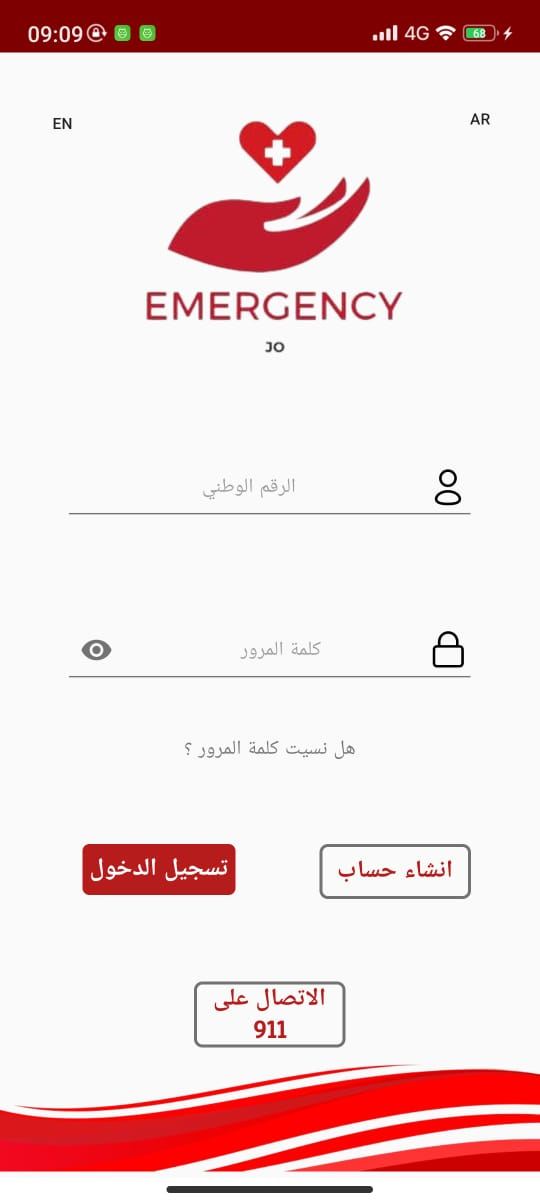 09:09
4G
68
EN
AR
EMERGENCY
JO
الرقم الوطني
كلمة المرور
هل نسيت كلمة المرور ؟
انشاء حساب
تسجيل الدخول
الاتصال على
911